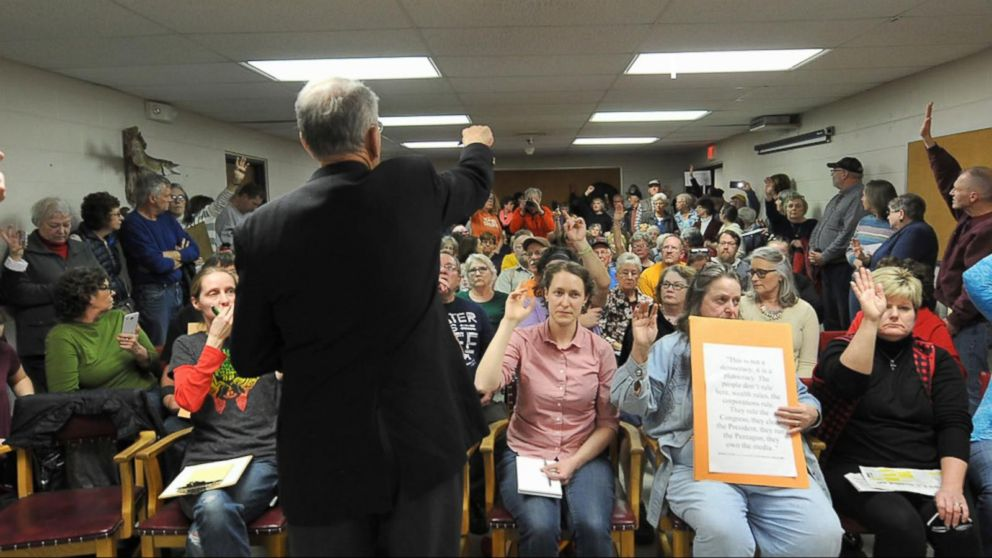 "This is not a
democracy, it is a
plutocracy. The
people don't rule
here, wealth rules, the
corporations rule.
They rule the
Congress, they elect
the President, they run
the Pentagon, they
own the media."
EXIT